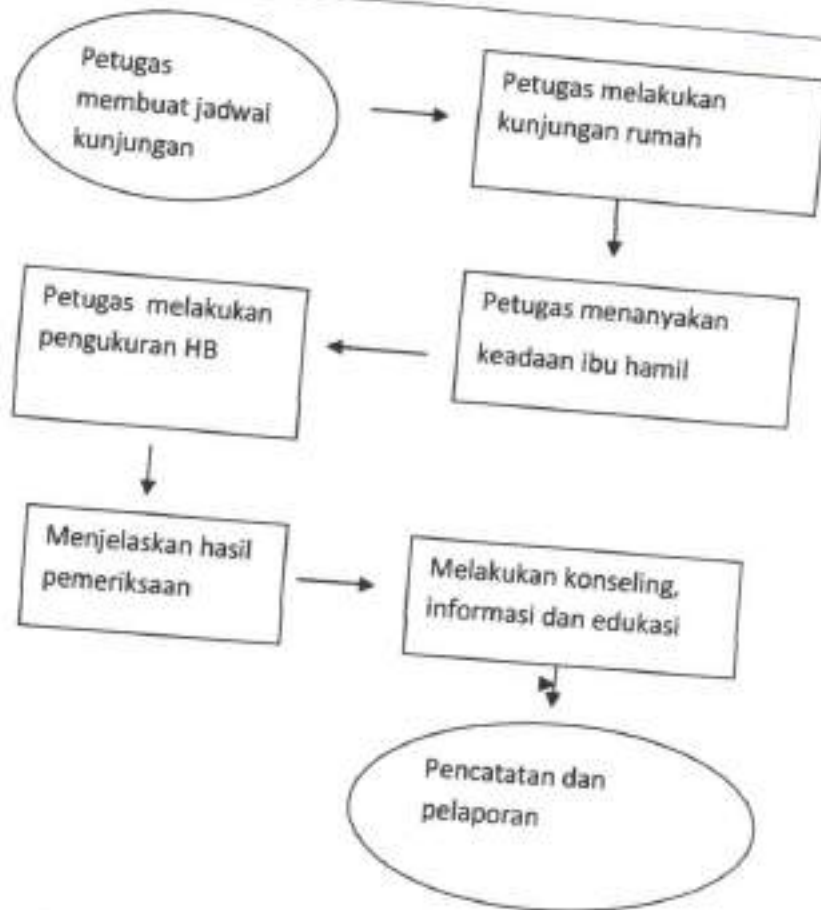 Petugas
membuat jadwal
kunjungan
Petugas melakukan
kunjungan rumah
Petugas menanyakan
keadaan ibu hamil
Petugas melakukan
pengukuran HB
Menjelaskan hasil
pemeriksaan
Melakukan konseling,
informasi dan edukasi
Pencatatan dan
pelaporan